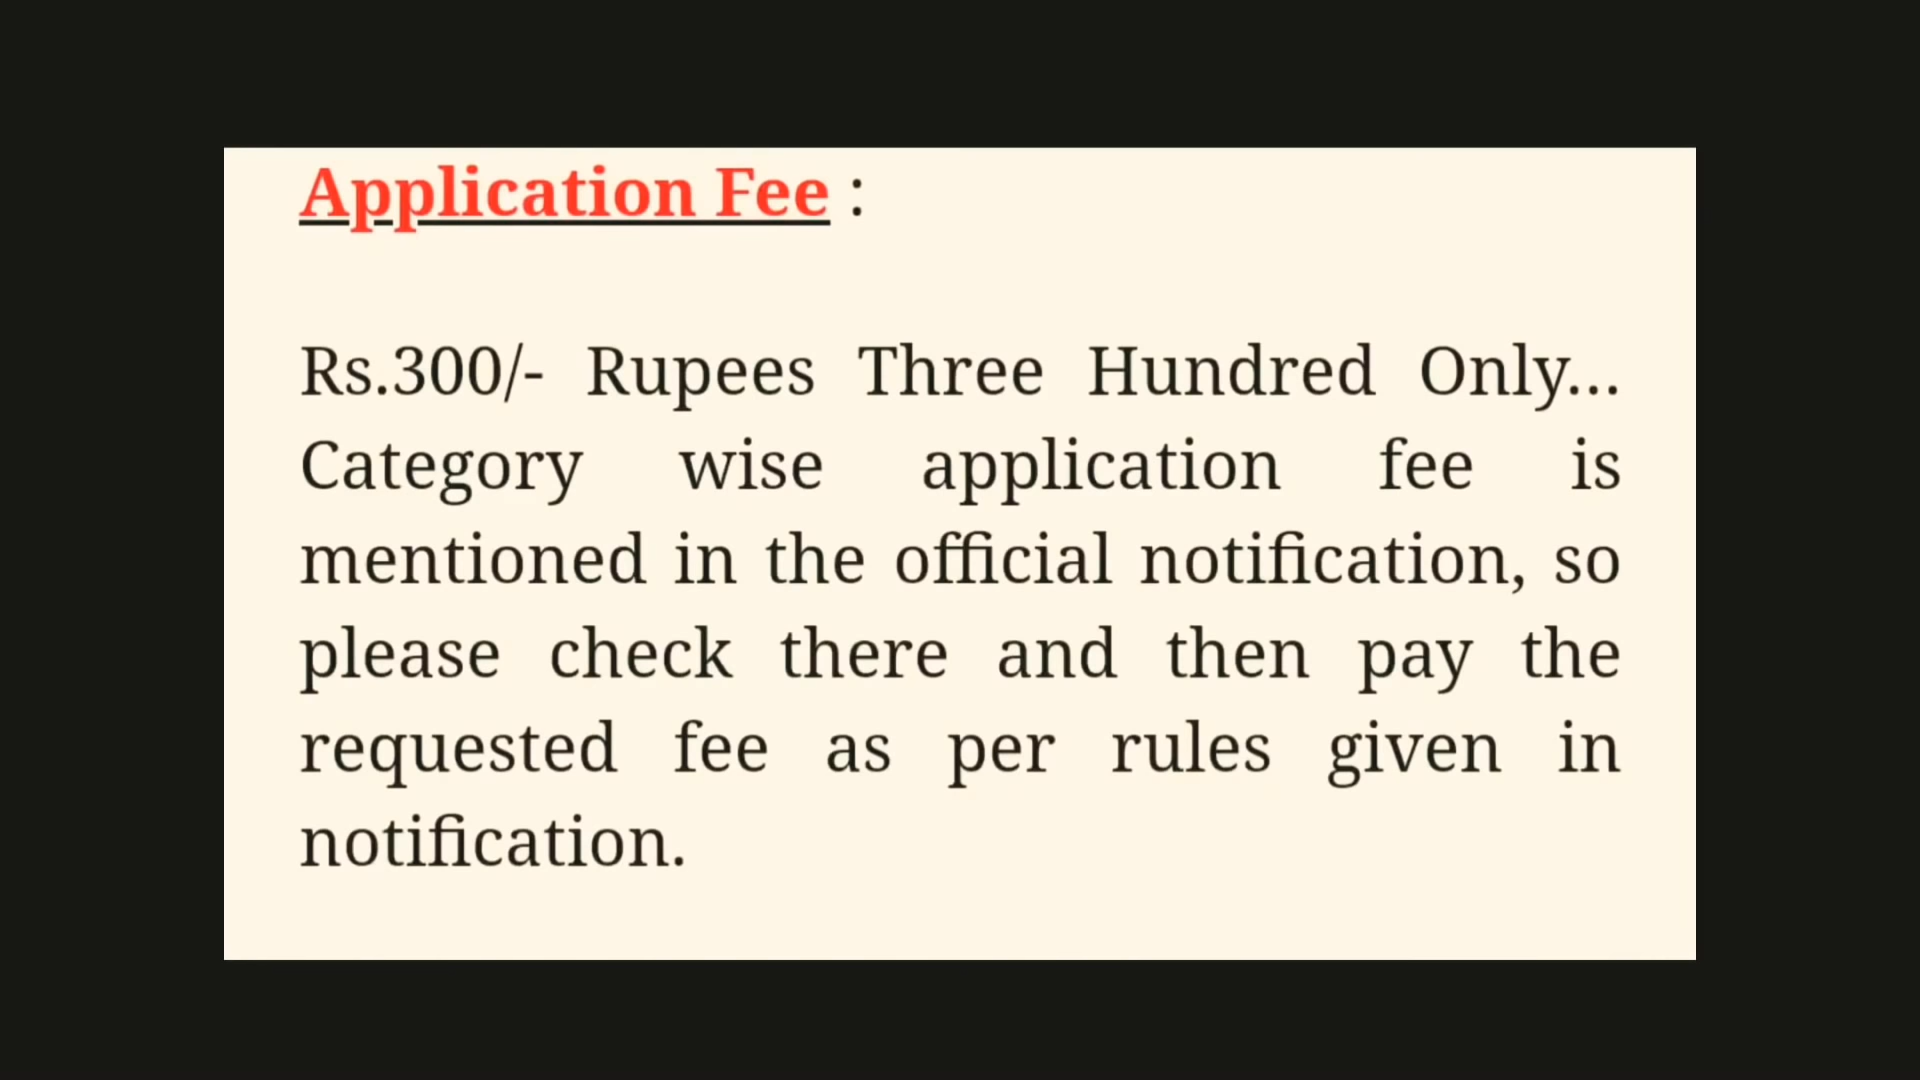 Application Fee :
Rs.300/- Rupees Three Hundred Only...
Category wise application fee is
mentioned in the official notification, so
please check there and then pay the
requested fee as per rules given in
notification.